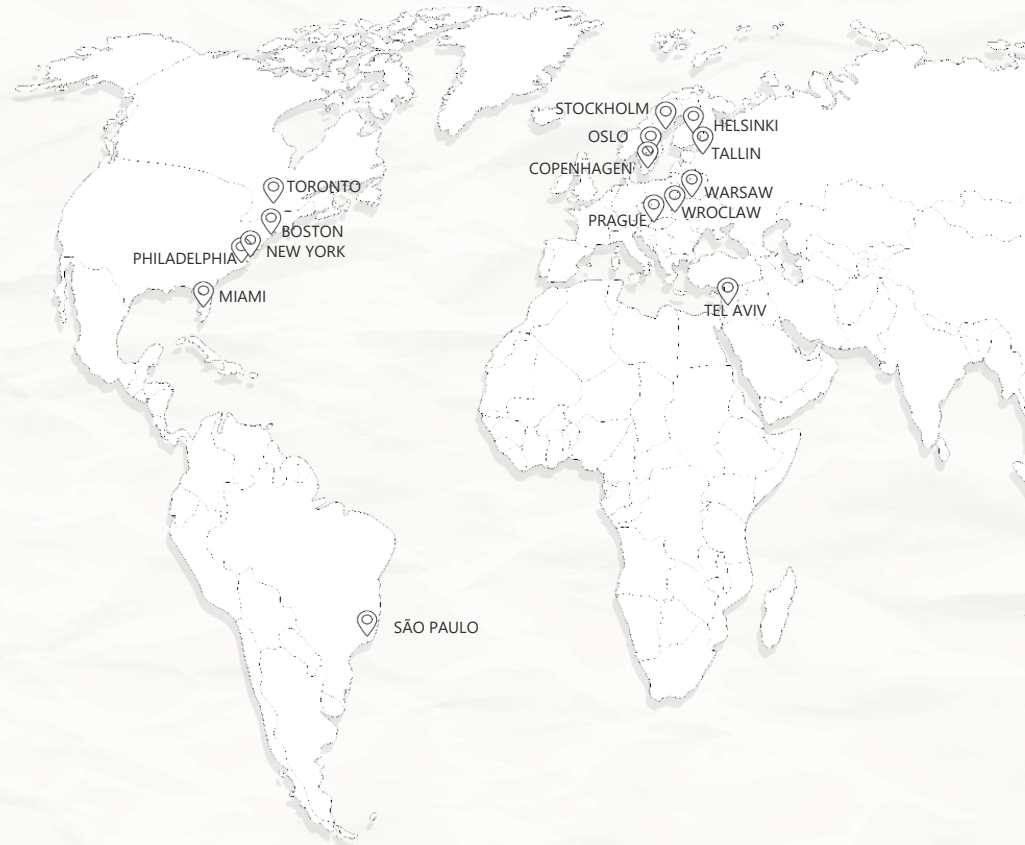 STOCKHOLM
HELSINKI
OSLO
TALLIN
COPENHAGEN
TORONTO
WARSAW
WROCLAW
PRAGUE
BOSTON
NEW YORK
PHILADELPHIA
MIAMI
TEL AVIV
SÃO PAULO